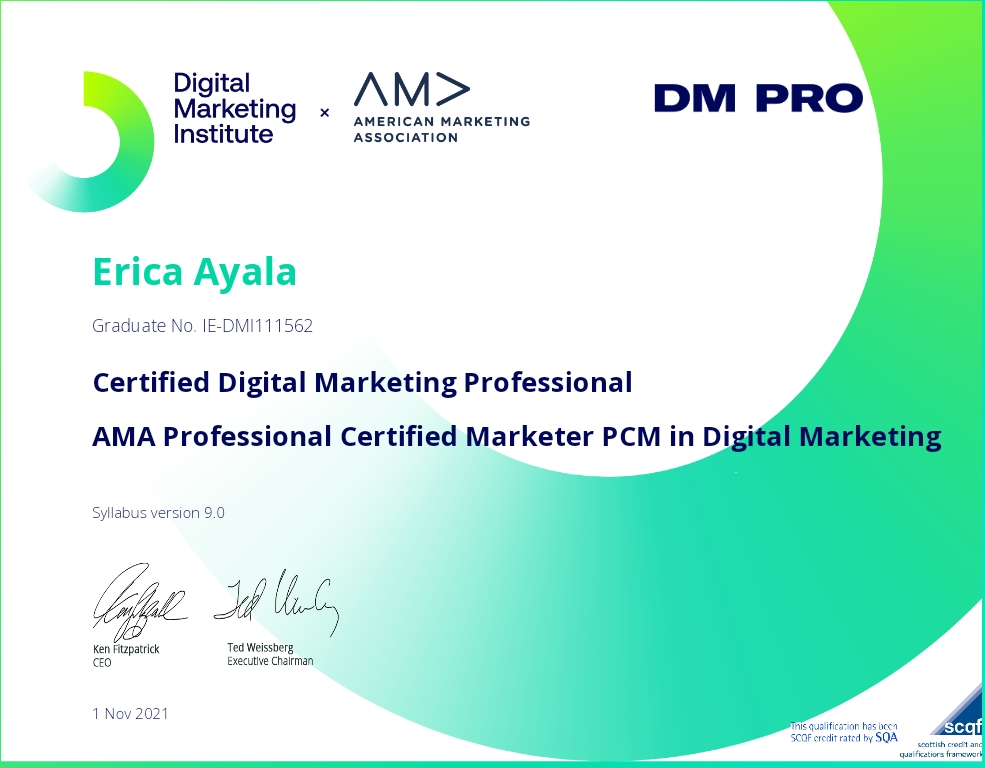 Digital
Marketing
Institute
×
AMA
AMERICAN MARKETING
ASSOCIATION
DM PRO
Erica Ayala
Graduate No. IE-DMI111562
Certified Digital Marketing Professional
AMA Professional Certified Marketer PCM in Digital Marketing
Syllabus version 9.0
Ken Fitzpatrick
CEO
Ted Weissberg
Executive Chairman
1 Nov 2021
This qualification has been
SCQF credit rated by SQA
scqf
scottish credit and
qualifications framework